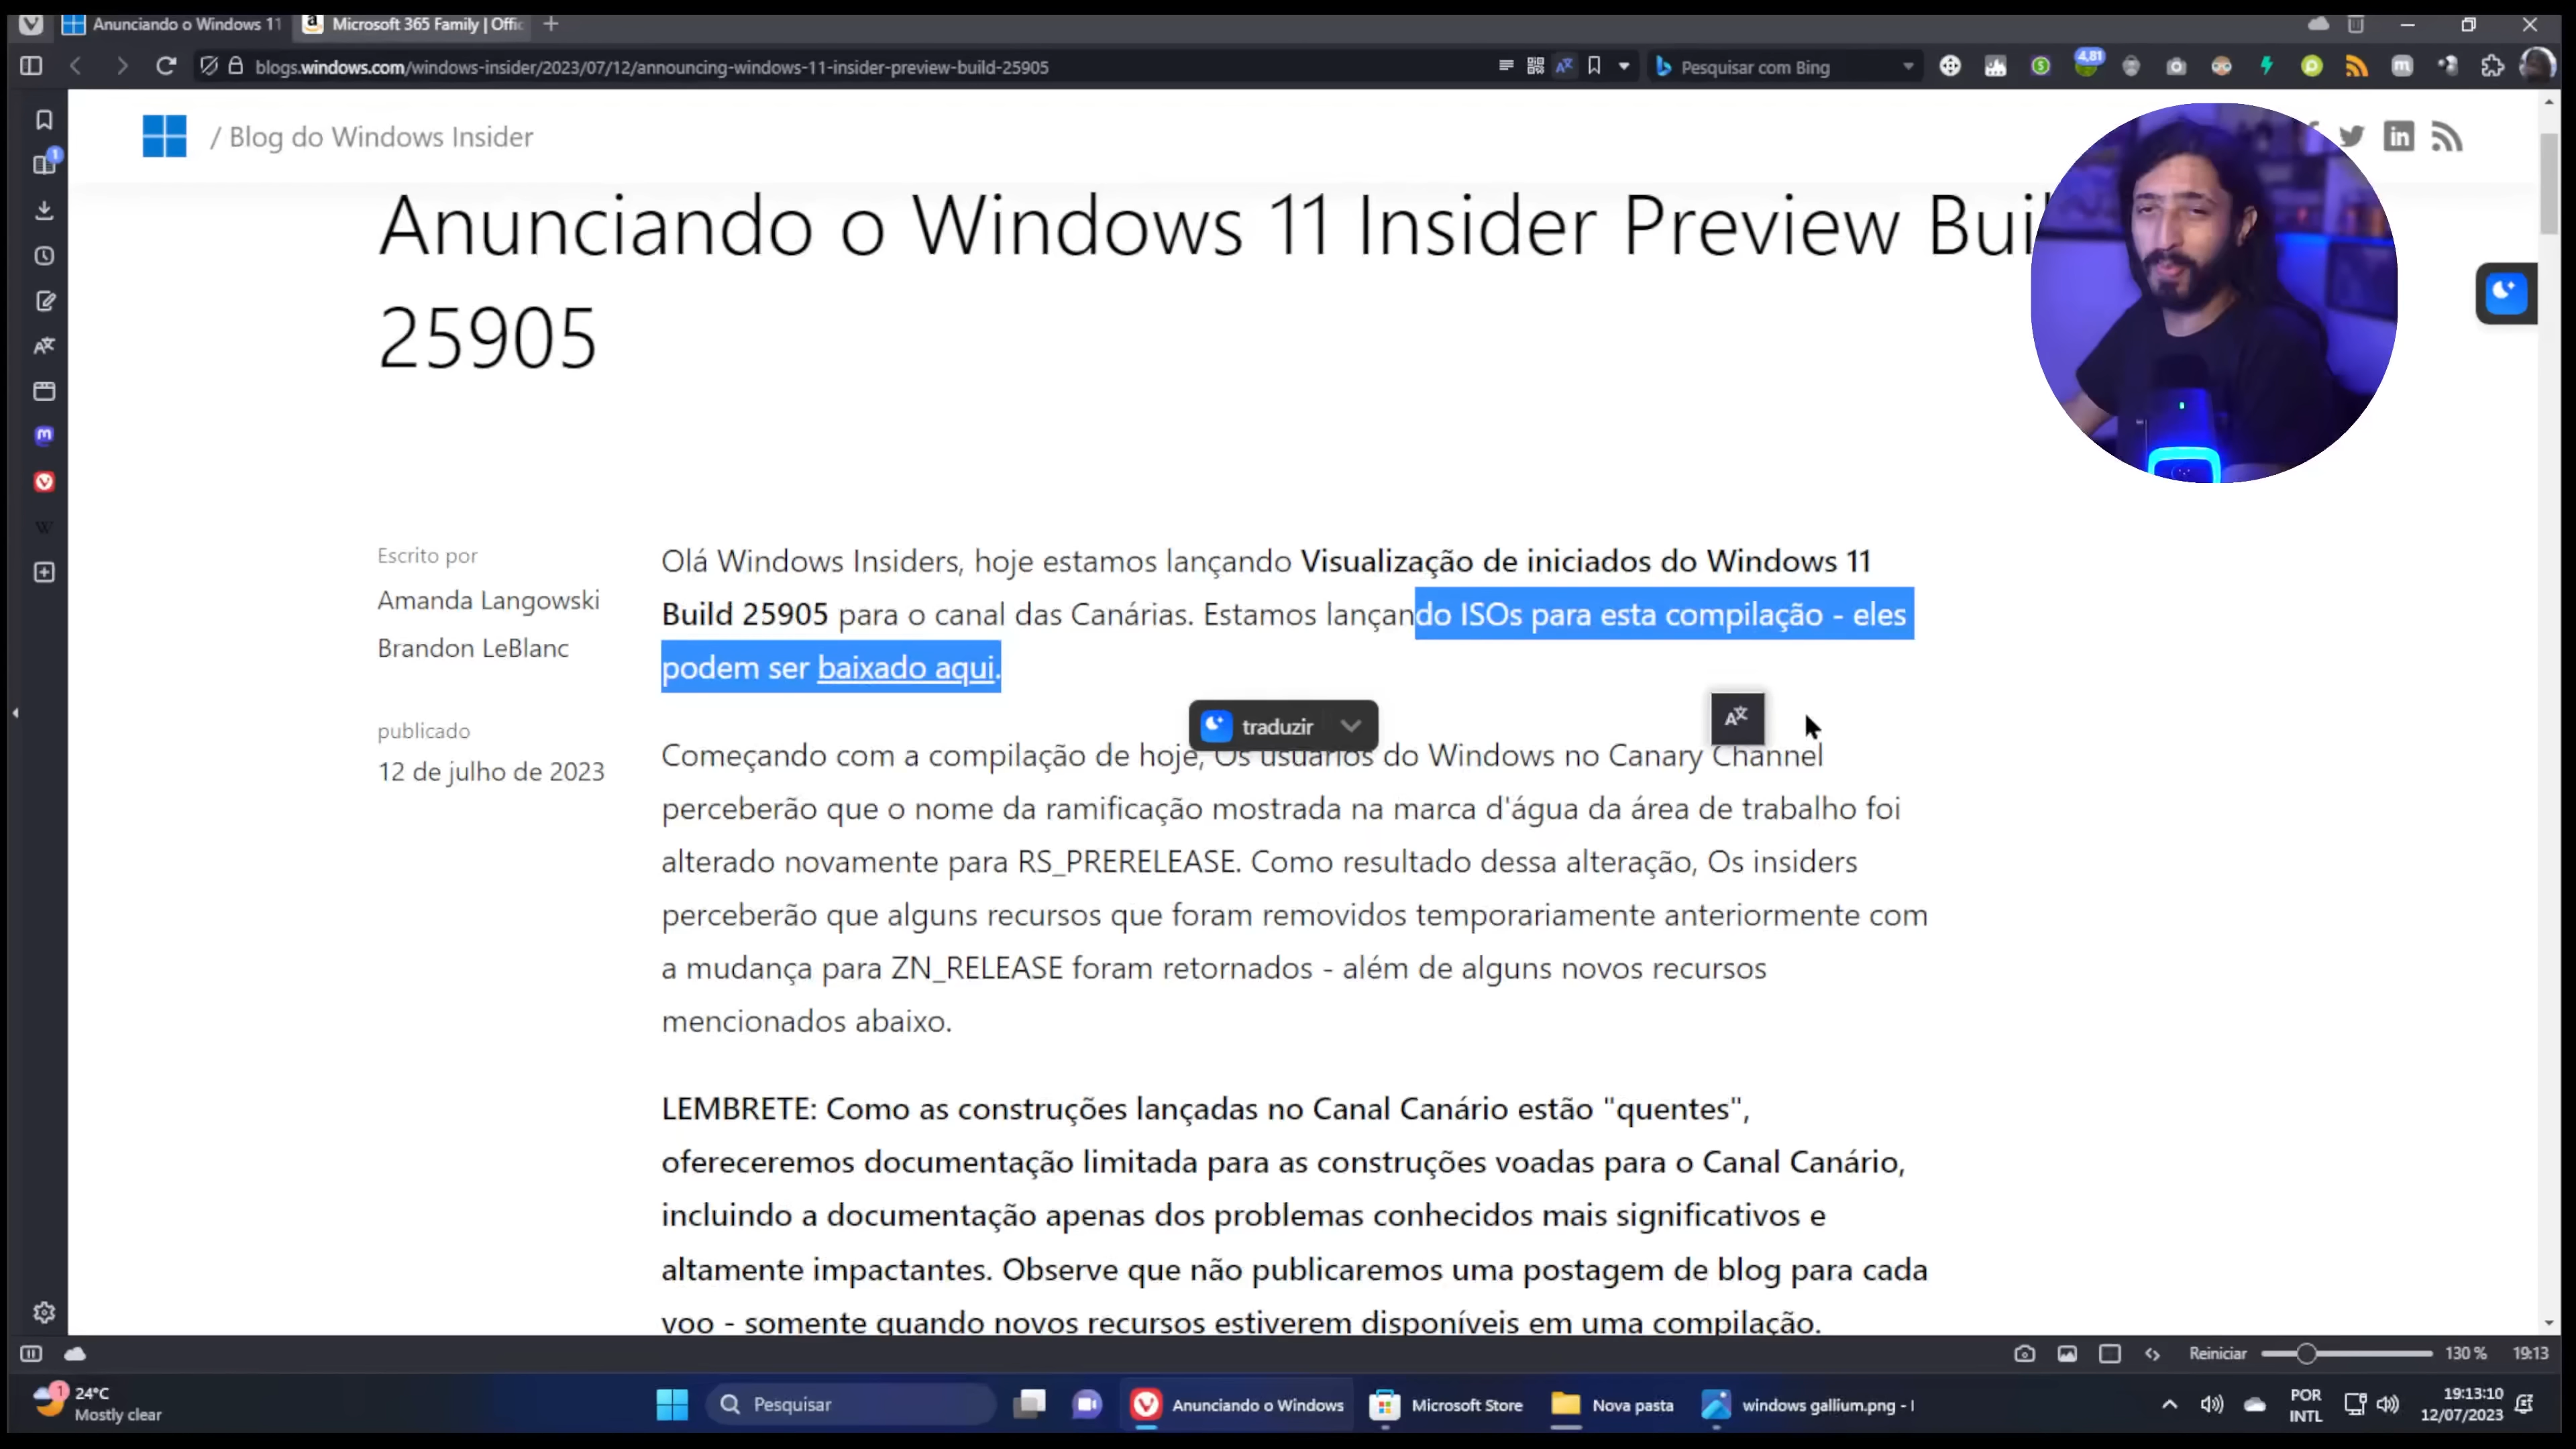 Anunciando o Windows 11
Microsoft 365 Family | Offic
blogs.windows.com/windows-insider/2023/07/12/announcing-windows-11-insider-preview-build-25905
Pesquisar com Bing
4,81
/ Blog do Windows Insider
Anunciando o Windows 11 Insider Preview Buil
25905
Escrito por
Amanda Langowski
Brandon LeBlanc
publicado
12 de julho de 2023
Olá Windows Insiders, hoje estamos lançando Visualização de iniciados do Windows 11
Build 25905 para o canal das Canárias. Estamos lançando ISOs para esta compilação - eles
podem ser baixado aqui.
traduzir
Começando com a compilação de hoje, Os usuários do Windows no Canary Channel
perceberão que o nome da ramificação mostrada na marca d'água da área de trabalho foi
alterado novamente para RS_PRERELEASE. Como resultado dessa alteração, Os insiders
perceberão que alguns recursos que foram removidos temporariamente anteriormente com
a mudança para ZN_RELEASE foram retornados - além de alguns novos recursos
mencionados abaixo.
LEMBRETE: Como as construções lançadas no Canal Canário estão "quentes",
ofereceremos documentação limitada para as construções voadas para o Canal Canário,
incluindo a documentação apenas dos problemas conhecidos mais significativos e
altamente impactantes. Observe que não publicaremos uma postagem de blog para cada
voo - somente quando novos recursos estiverem disponíveis em uma compilação.
Reiniciar
130 %
19:13
1
24°C
Mostly clear
Pesquisar
Anunciando o Windows
Microsoft Store
Nova pasta
windows gallium.png - 
POR
INTL
19:13:10
12/07/2023